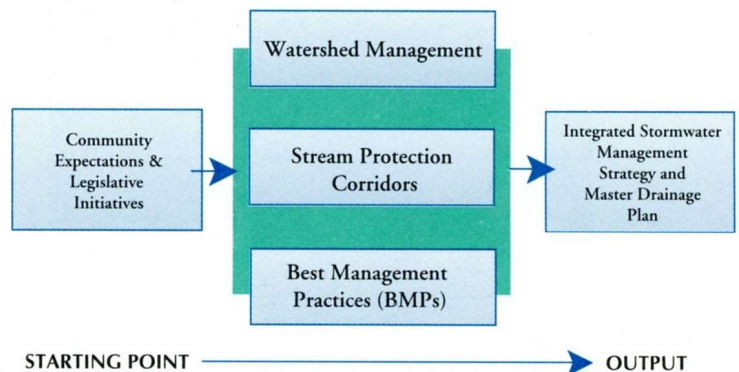 Watershed Management
Community
Expectations &
Legislative
Initiatives
Stream Protection
Corridors
Integrated Stormwater
Management
Strategy and
Master Drainage
Plan
Best Management
Practices (BMPs)
STARTING POINT
OUTPUT